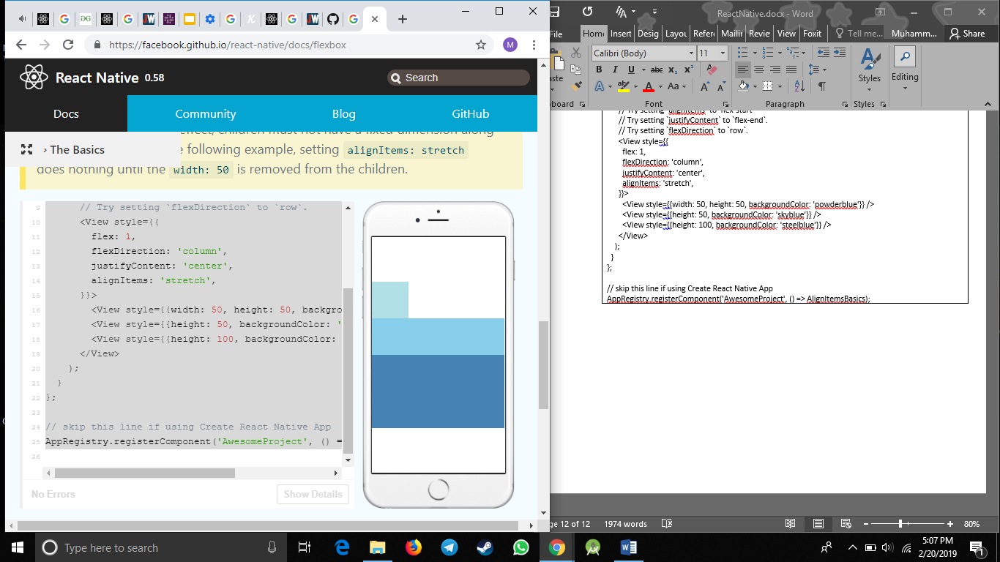 https://facebook.github.io/react-native/docs/flexbox
M
React Native 0.58
Search
Docs
Community
Blog
GitHub
children must not have a fixed dimension along
› The Basics
following example, setting alignItems: stretch
does nothing until the width: 50 is removed from the children.
9 // Try setting `flexDirection` to `row`.
10 <View style={{
11 flex: 1,
12 flexDirection: 'column',
13 justifyContent: 'center',
14 alignItems: 'stretch',
15 }}>
16 <View style={{width: 50, height: 50, backgro
17 <View style={{height: 50, backgroundColor: '
18 <View style={{height: 100, backgroundColor:
19 </View>
20 );
21 }
22 };
23
24 // skip this line if using Create React Native App
25 AppRegistry.registerComponent('AwesomeProject', () =
26
No Errors
Show Details
ReactNative.docx - Word
File
Home
Insert
Desig
Layou
Refere
Mailin
Revie
View
Foxit
Tell me...
Muhamm...
Share
Calibri (Body)
11
Styles
Editing
Font
Paragraph
Styles
// Try setting `alignItems` to `flex-start`
// Try setting `justifyContent` to `flex-end`.
// Try setting `flexDirection` to `row`.
<View style={{
flex: 1,
flexDirection: 'column',
justifyContent: 'center',
alignItems: 'stretch',
}}>
<View style={{width: 50, height: 50, backgroundColor: 'powderblue'}} />
<View style={{height: 50, backgroundColor: 'skyblue'}} />
<View style={{height: 100, backgroundColor: 'steelblue'}} />
</View>
);
}
};
// skip this line if using Create React Native App
AppRegistry.registerComponent('AwesomeProject', () => AlignItemsBasics);
ge 12 of 12
1974 words
80%
Type here to search
5:07 PM
2/20/2019
1